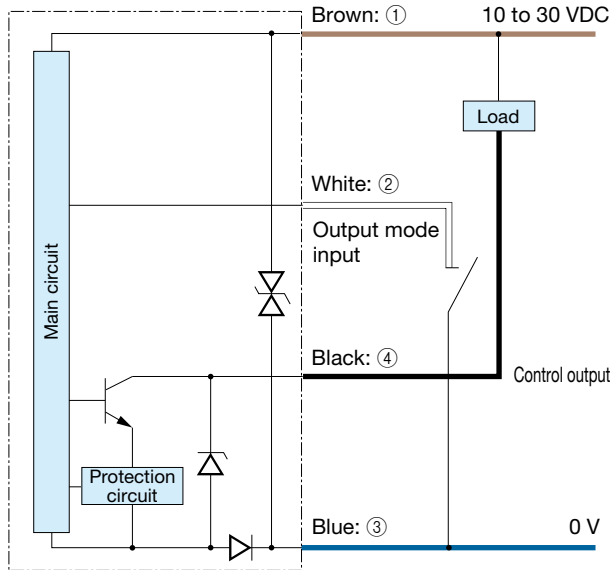 Brown: ① 10 to 30 VDC
Load
White: ②
Output mode
input
Main circuit
Black: ④
Control output
Protection
circuit
Blue: ③ 0 V